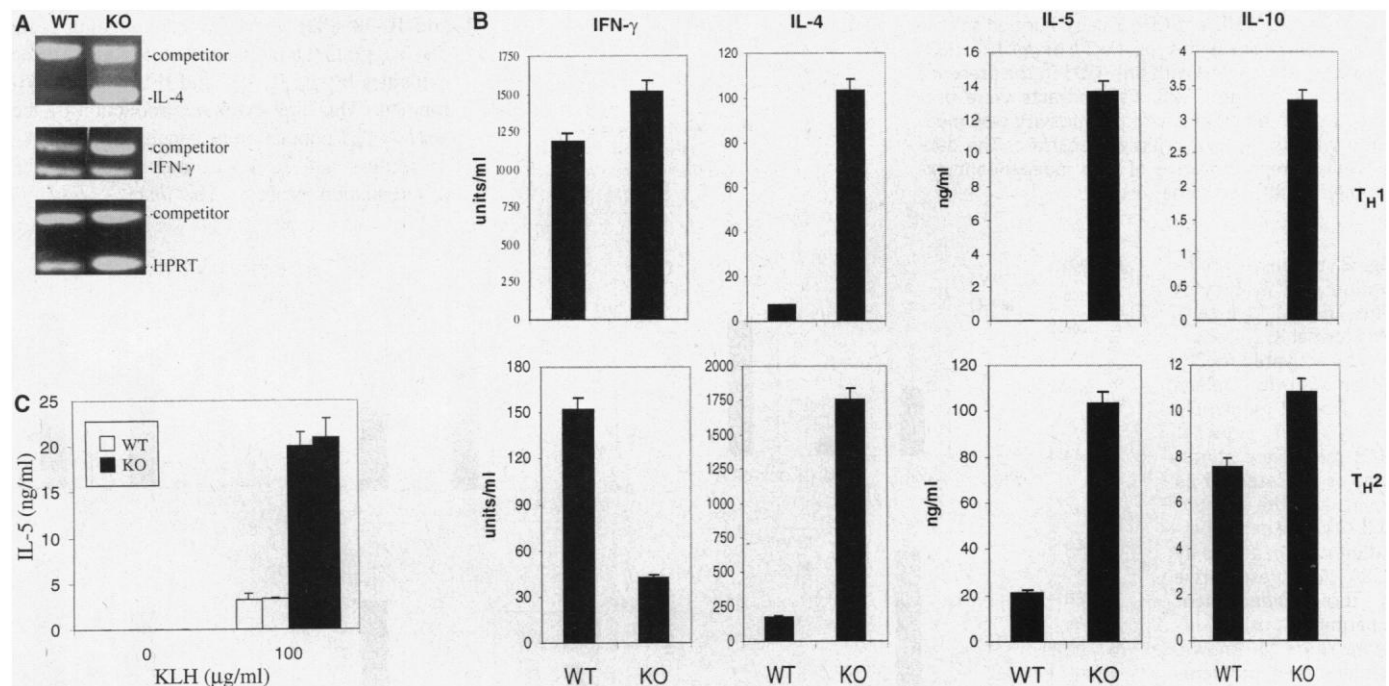 A WT KO
-competitor
-IL-4
-competitor
-IFN-γ
-competitor
-HPRT
B
IFN-γ
1750
1500
1250
1000
750
500
250
0
units/ml
IL-4
120
100
80
60
40
20
0
IL-5
16
14
12
10
8
6
4
2
0
ng/ml
IL-10
4
3.5
3
2.5
2
1.5
1
0.5
0
TH1
180
150
120
90
60
30
0
units/ml
WT KO
2000
1750
1500
1250
1000
750
500
250
0
WT KO
120
100
80
60
40
20
0
ng/ml
WT KO
12
10
8
6
4
2
0
WT KO
TH2
C
25
20
15
10
5
0
IL-5 (ng/ml)
WT
KO
0 100
KLH (μg/ml)